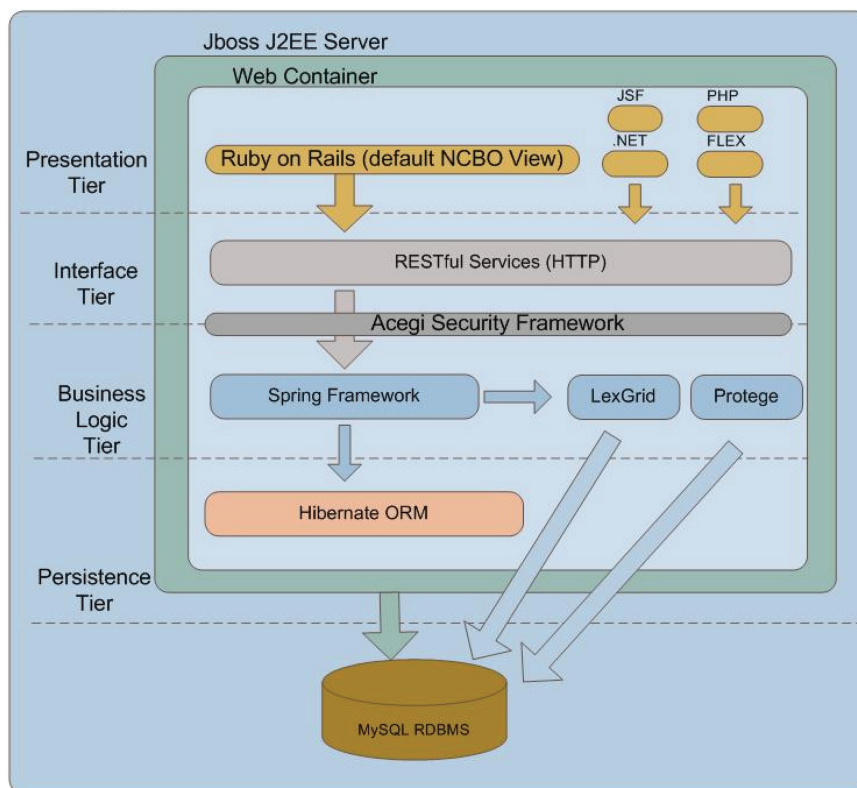 Jboss J2EE Server
Web Container
JSF
PHP
Presentation
Tier
Ruby on Rails (default NCBO View)
.NET
FLEX
Interface
Tier
RESTful Services (HTTP)
Acegi Security Framework
Business
Logic
Tier
Spring Framework
LexGrid
Protege
Hibernate ORM
Persistence
Tier
MySQL RDBMS